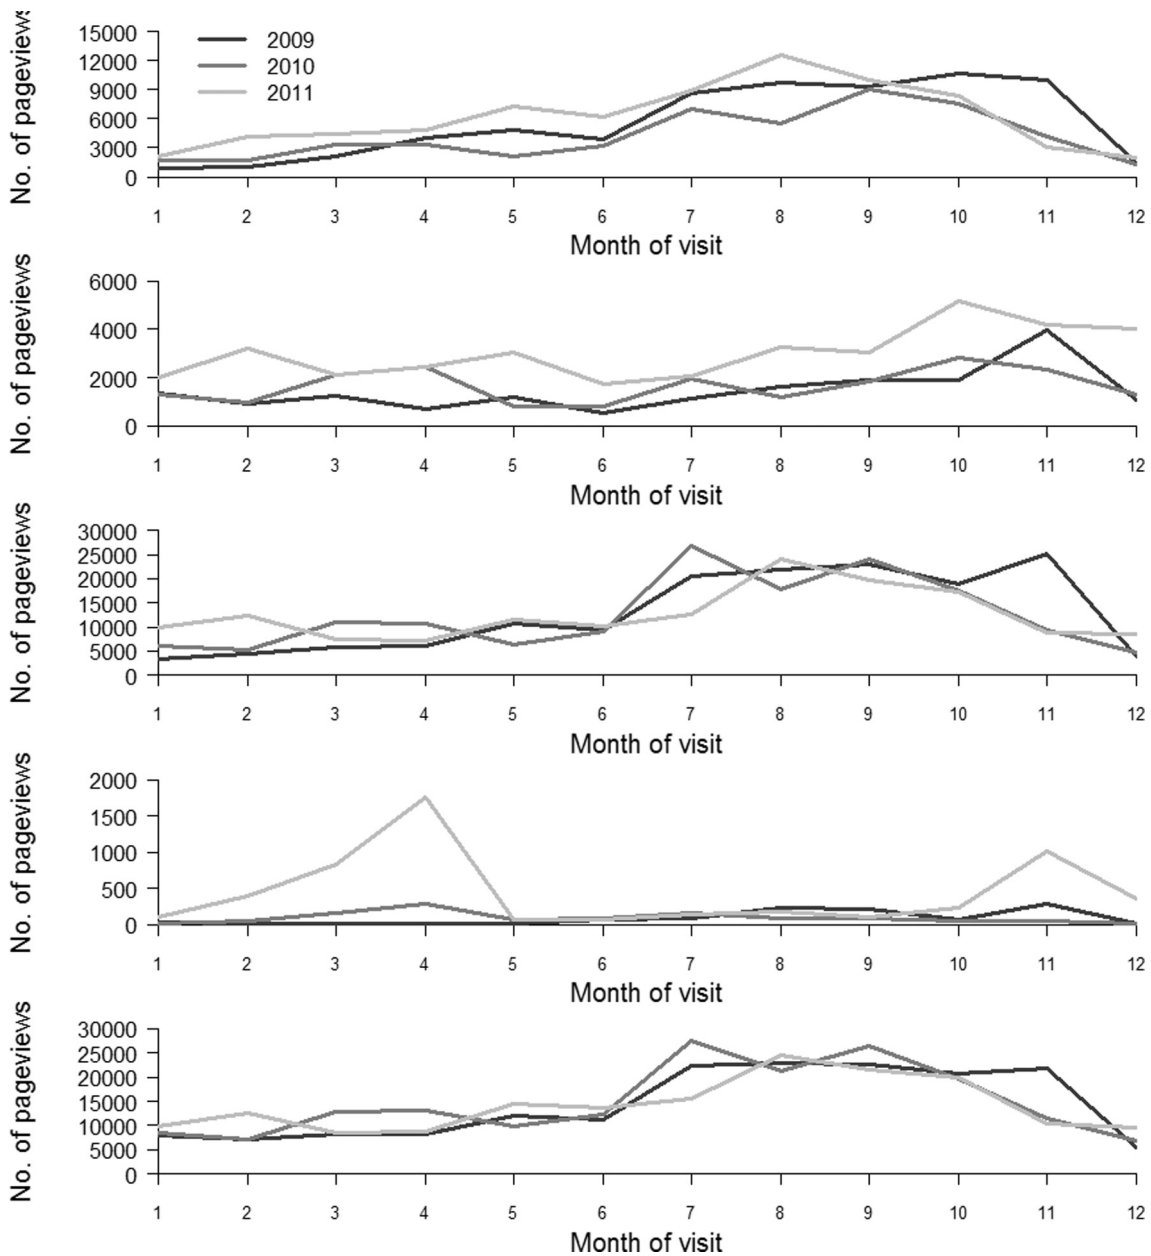 No. of pageviews
15000
12000
9000
6000
3000
0
2009
2010
2011
1 2 3 4 5 6 7 8 9 10 11 12
Month of visit
No. of pageviews
6000
4000
2000
0
1 2 3 4 5 6 7 8 9 10 11 12
Month of visit
No. of pageviews
30000
25000
20000
15000
10000
5000
0
1 2 3 4 5 6 7 8 9 10 11 12
Month of visit
No. of pageviews
2000
1500
1000
500
0
1 2 3 4 5 6 7 8 9 10 11 12
Month of visit
No. of pageviews
30000
25000
20000
15000
10000
5000
0
1 2 3 4 5 6 7 8 9 10 11 12
Month of visit